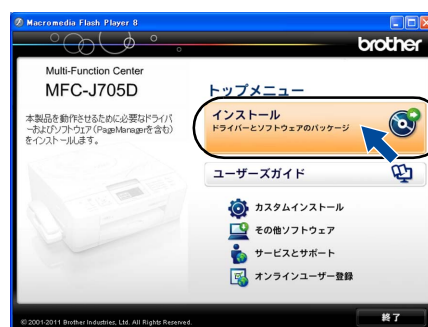 Macromedia Flash Player 8
brother
Multi-Function Center
MFC-J705D
本製品を動作させるために必要なドライバ
ーおよびソフトウェア(PageManagerを含む)
をインストールします。
トップメニュー
インストール
ドライバーとソフトウェアのパッケージ
ユーザーズガイド
カスタムインストール
その他ソフトウェア
サービスとサポート
オンラインユーザー登録
© 2001-2011 Brother Industries, Ltd. All Rights Reserved.
終了